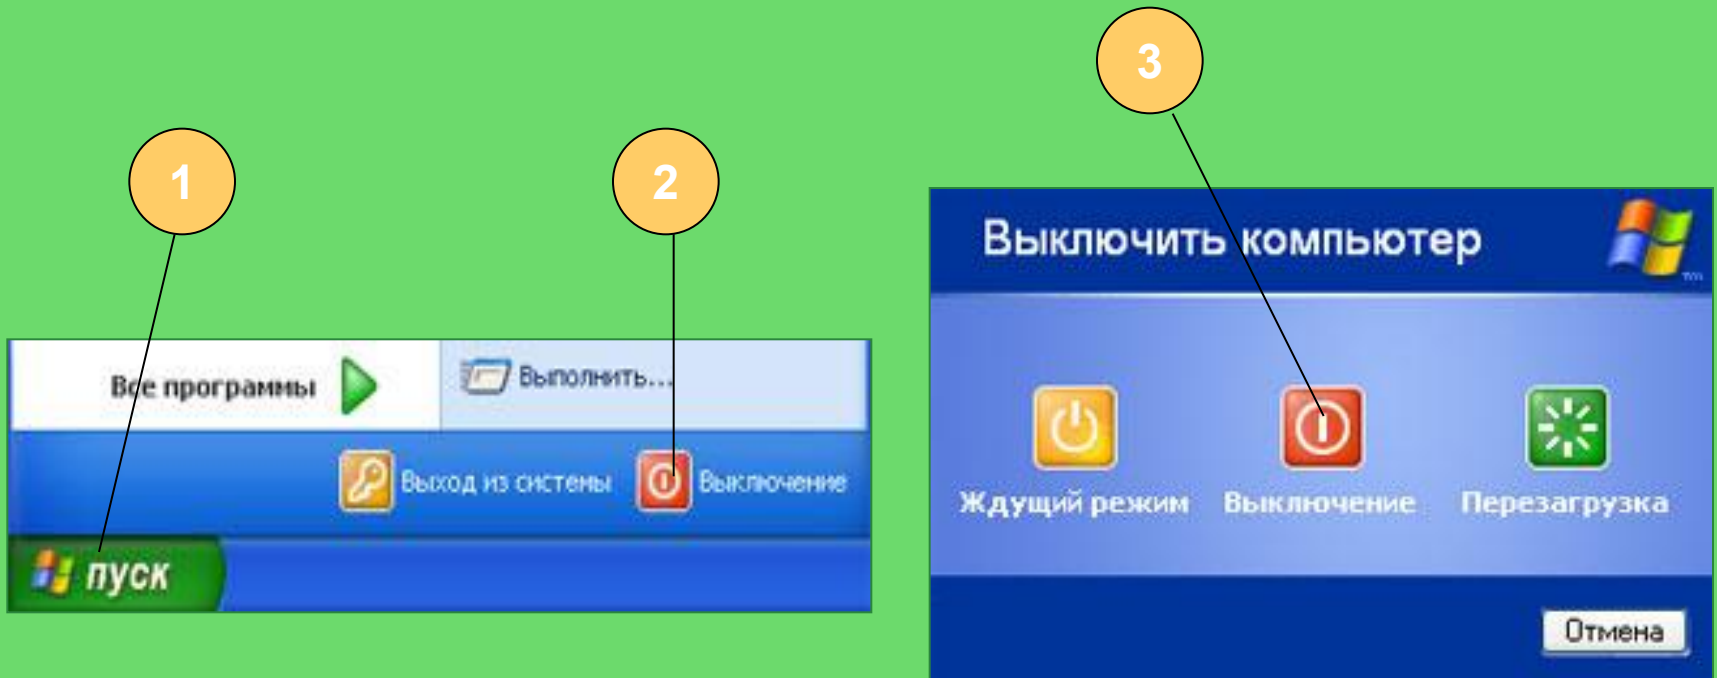 1
2
3
Все программы
Выполнить...
Выход из системы
Выключение
пуск
Выключить компьютер
Ждущий режим
Выключение
Перезагрузка
Отмена